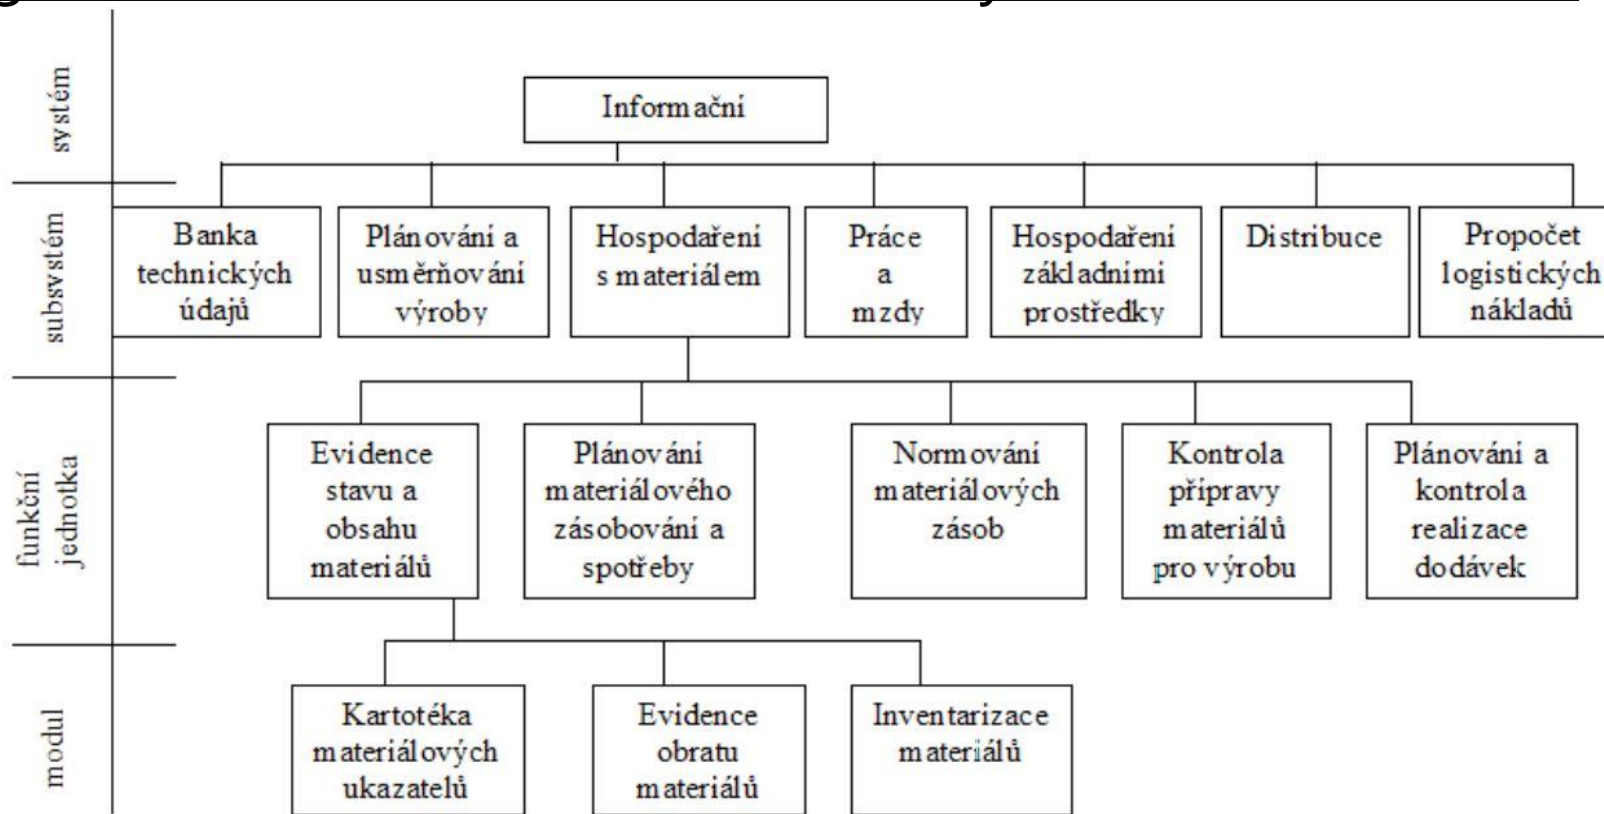 systém
Informační
subsvstém
Banka
technických
údajů
Plánování a
usměrňování
výroby
Hospodaření
s materiálem
Práce
a
mzdy
Hospodaření
základními
prostředky
Distribuce
Propočet
logistických
nákladů
funkční
jednotka
Evidence
stavu a
obsahu
materiálů
Plánování
materiálového
zásobování a
spotřeby
Normování
materiálových
zásob
Kontrola
přípravy
materiálů
pro výrobu
Plánování a
kontrola
realizace
dodávek
modul
Kartotéka
materiálových
ukazatelů
Evidence
obratu
materiálů
Inventarizace
materiálů